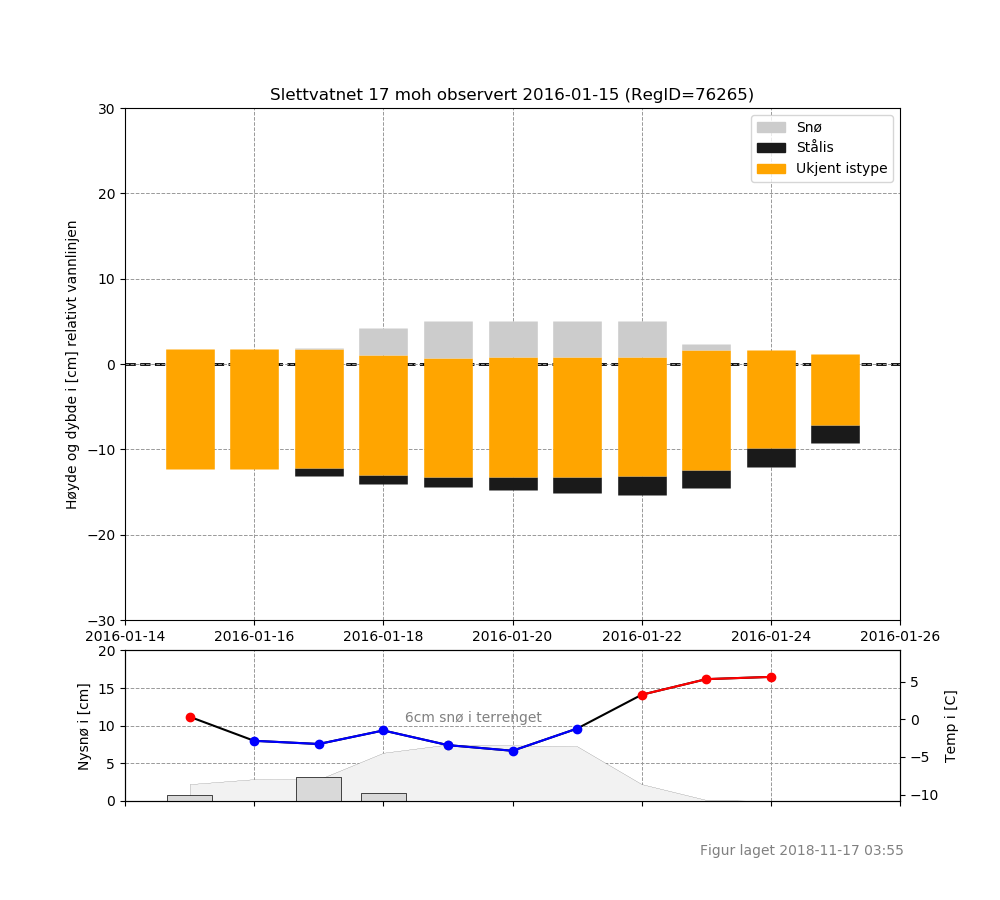 Slettvatnet 17 moh observert 2016-01-15 (RegID=76265)
Høyde og dybde i [cm] relativt vannlinjen
30
20
10
0
−10
−20
−30
Snø
Stålis
Ukjent istype
2016-01-14 2016-01-16 2016-01-18 2016-01-20 2016-01-22 2016-01-24 2016-01-26
Nysnø i [cm]
20
15
10
5
0
6cm snø i terrenget
5
0
−5
−10
Temp i [C]
Figur laget 2018-11-17 03:55